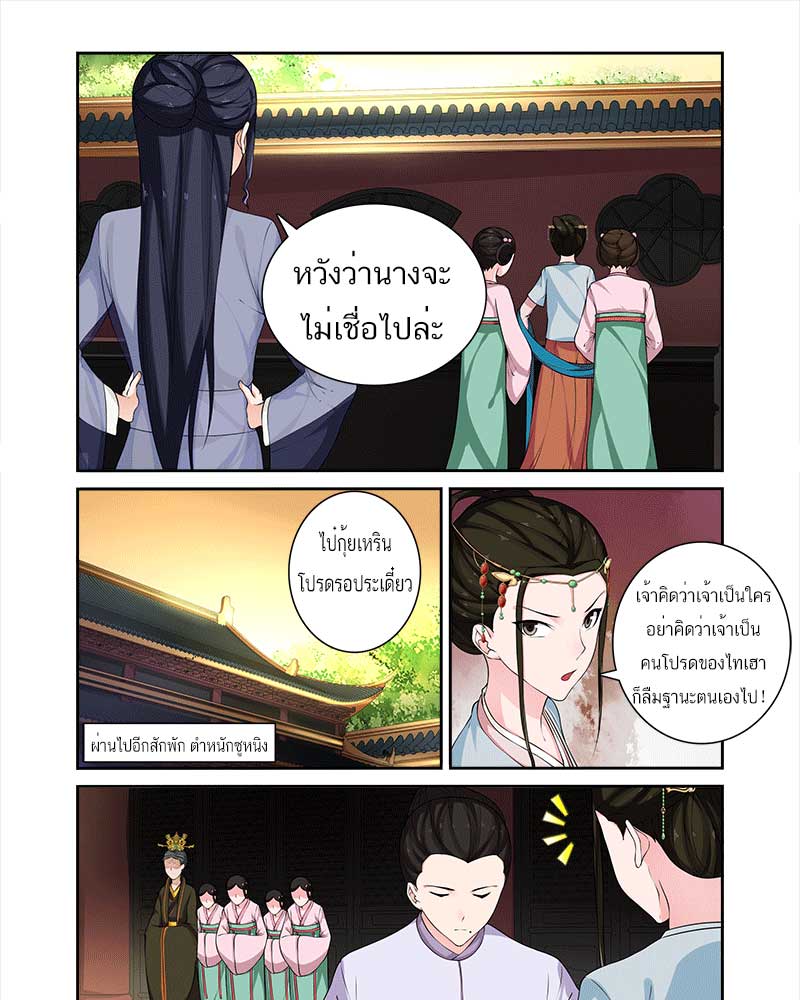 หวังว่านางจะ
ไม่เชื่อไปล่ะ
ไป๋กุ้ยเหริน
โปรดรอประเดี๋ยว
ผ่านไปอีกสักพัก ตำหนักซูหนิง
เจ้าคิดว่าเจ้าเป็นใคร
อย่าคิดว่าเจ้าเป็น
คนโปรดของไทเฮา
ก็ลืมฐานะตนเองไป!